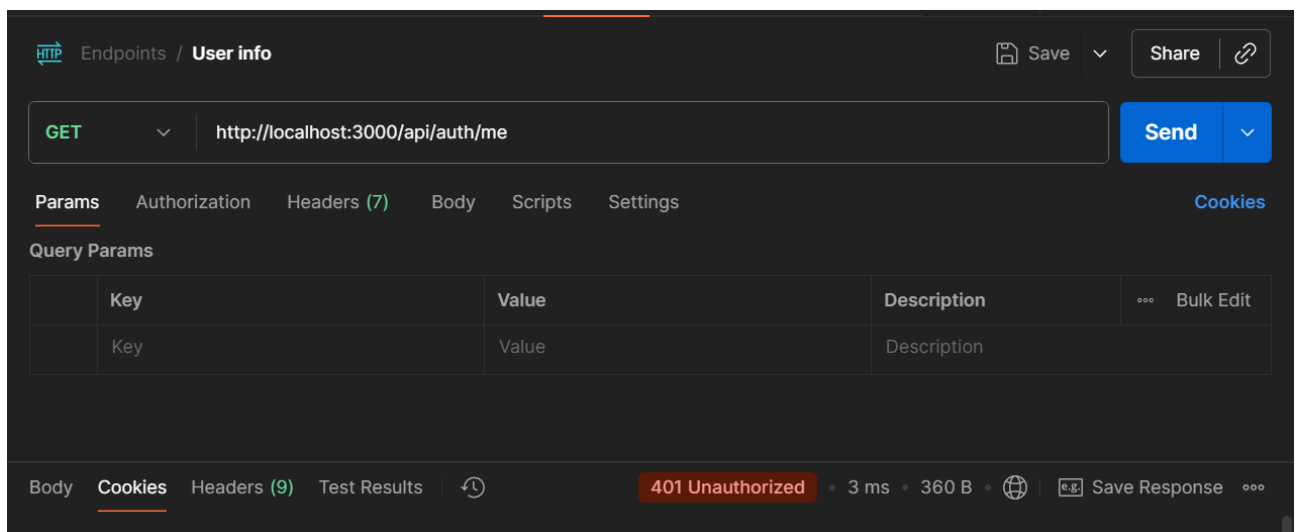 HTTP Endpoints / User info Save Share
GET http://localhost:3000/api/auth/me Send
Params Authorization Headers (7) Body Scripts Settings Cookies
Query Params
Key Value Description Bulk Edit
Key Value Description
Body Cookies Headers (9) Test Results 401 Unauthorized 3 ms 360 B e.g. Save Response